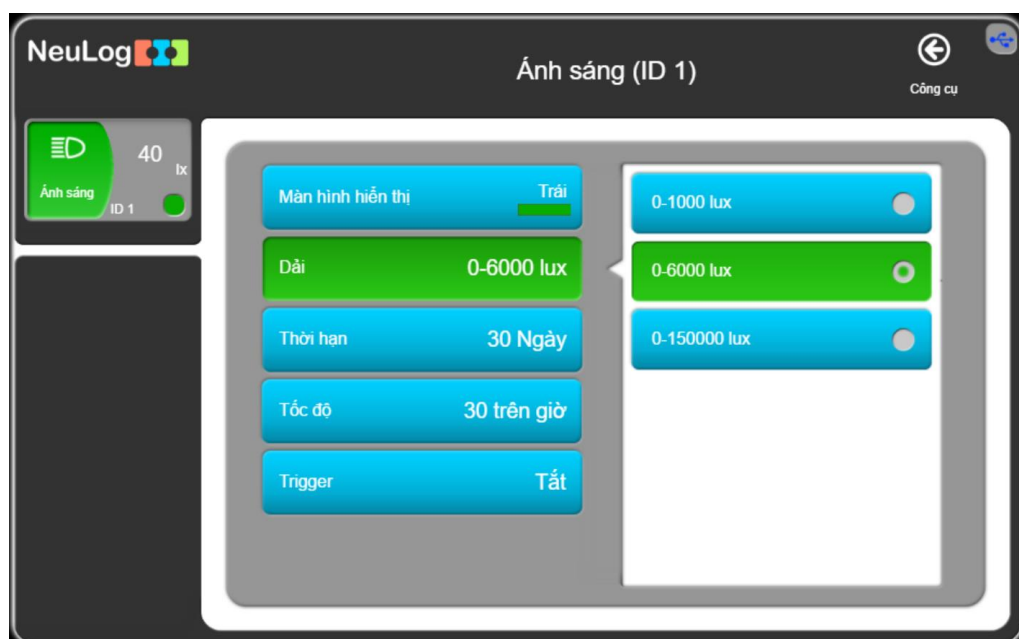 NeuLog
Ánh sáng (ID 1)
Công cụ
40 lx
Ánh sáng
ID 1
Màn hình hiển thị Trái
Dải 0-6000 lux
Thời hạn 30 Ngày
Tốc độ 30 trên giờ
Trigger Tắt
0-1000 lux
0-6000 lux
0-150000 lux